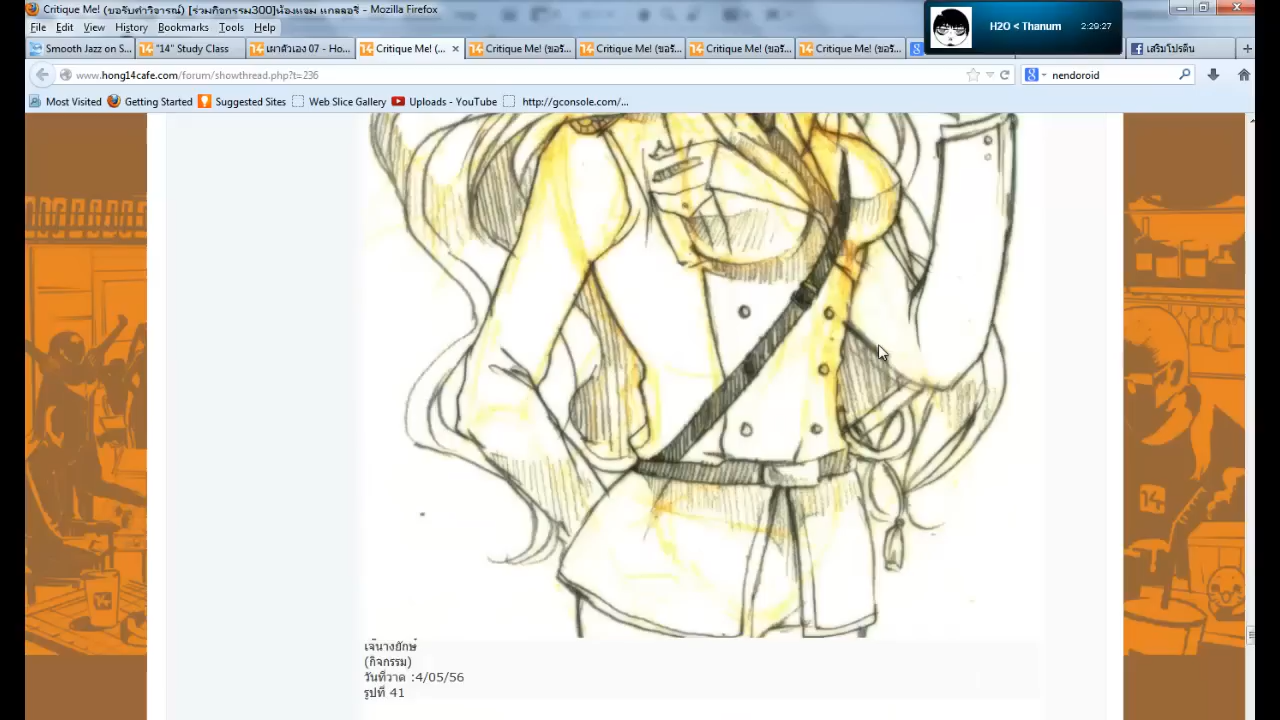 Critique Me! (ขอรับคำวิจารณ์) [ร่วมกิจกรรม300]น้องแจม แกลลอรี่ - Mozilla Firefox
H2O < Thanum
2:29:27
File Edit View History Bookmarks Tools Help
Smooth Jazz on S...
"14" Study Class
เผาตัวเอง 07 - Ho...
Critique Me! (...
Critique Me! (ขอรั...
Critique Me! (ขอรั...
Critique Me! (ขอรั...
Critique Me! (ขอรั...
เสริมโปรตีน
www.hong14cafe.com/forum/showthread.php?t=236
nendoroid
Most Visited
Getting Started
Suggested Sites
Web Slice Gallery
Uploads - YouTube
http://gconsole.com/...
เจ๊นางยักษ์
(กิจกรรม)
วันที่วาด :4/05/56
รูปที่ 41
14
14